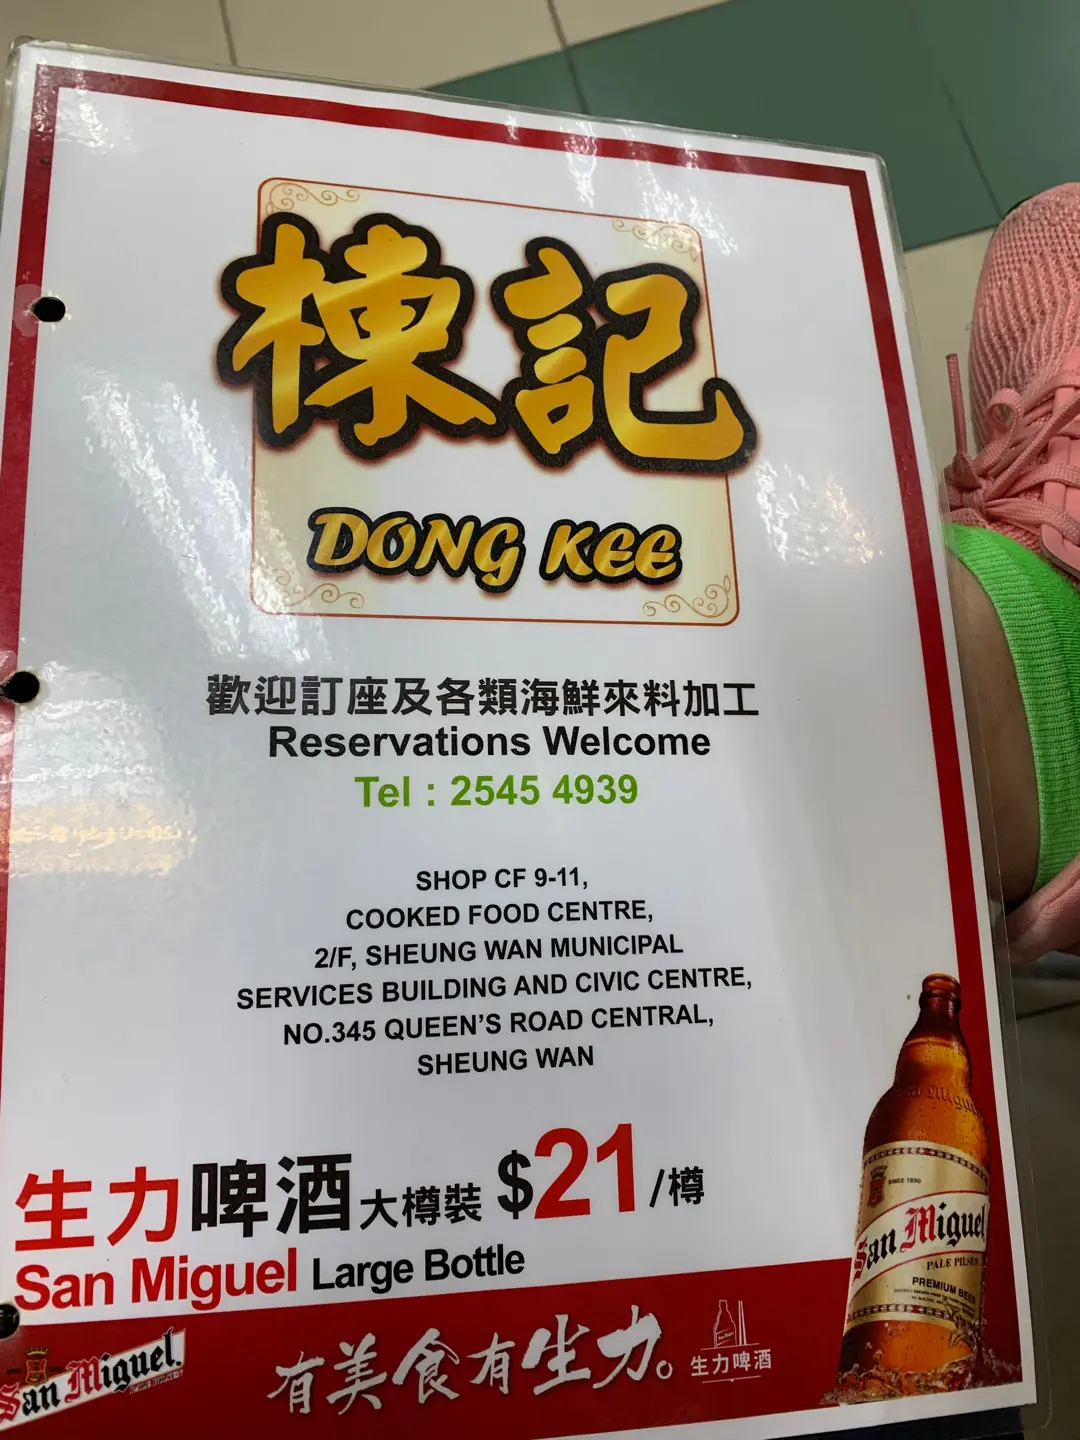 棟記
DONG KEE
歡迎訂座及各類海鮮來料加工
Reservations Welcome
Tel : 2545 4939
SHOP CF 9-11,
COOKED FOOD CENTRE,
2/F, SHEUNG WAN MUNICIPAL
SERVICES BUILDING AND CIVIC CENTRE,
NO.345 QUEEN'S ROAD CENTRAL,
SHEUNG WAN
生力啤酒大樽裝 $21/樽
San Miguel Large Bottle
San Miguel
有美食有生力。
生力啤酒
San Miguel
SINCE 1890
San Miguel
PALE PILSEN
PREMIUM BEER